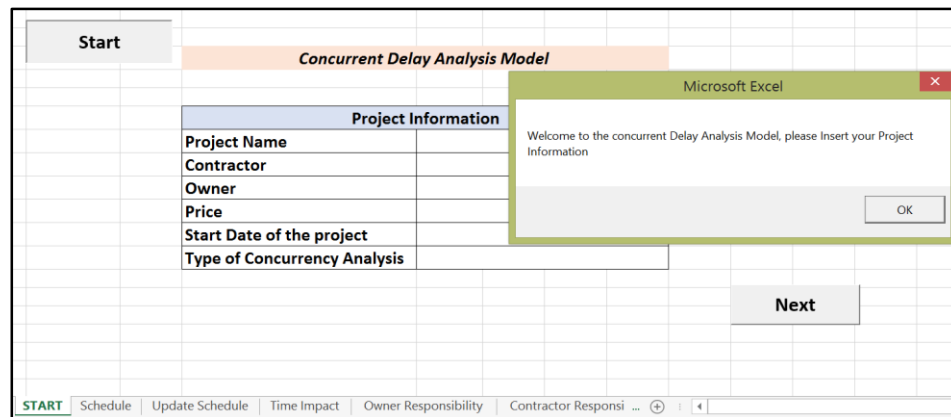 Start
Concurrent Delay Analysis Model
Microsoft Excel
Welcome to the concurrent Delay Analysis Model, please Insert your Project
Information
OK
Project Information
Project Name
Contractor
Owner
Price
Start Date of the project
Type of Concurrency Analysis
Next
START Schedule Update Schedule Time Impact Owner Responsibility Contractor Responsi ...